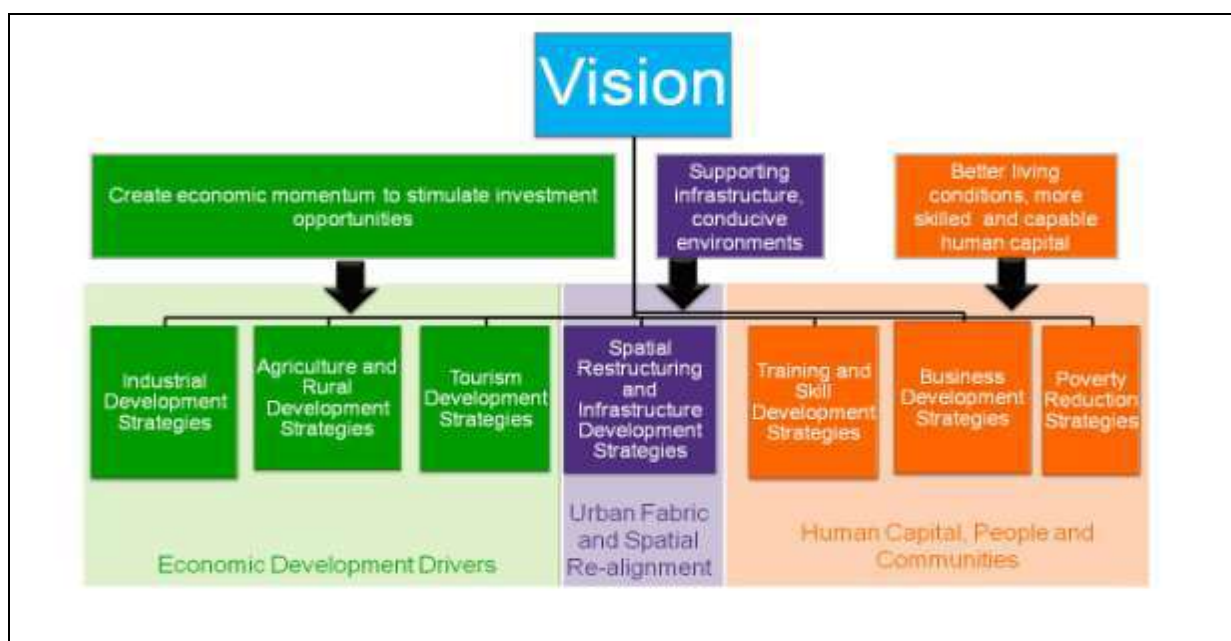 Vision
Create economic momentum to stimulate investment
opportunities
Supporting
infrastructure,
conducive
environments
Better living
conditions, more
skilled and capable
human capital
Industrial
Development
Strategies
Agriculture and
Rural
Development
Strategies
Tourism
Development
Strategies
Spatial
Restructuring
and
Infrastructure
Development
Strategies
Training and
Skill
Development
Strategies
Business
Development
Strategies
Poverty
Reduction
Strategies
Economic Development Drivers
Urban Fabric
and Spatial
Re-alignment
Human Capital, People and
Communities